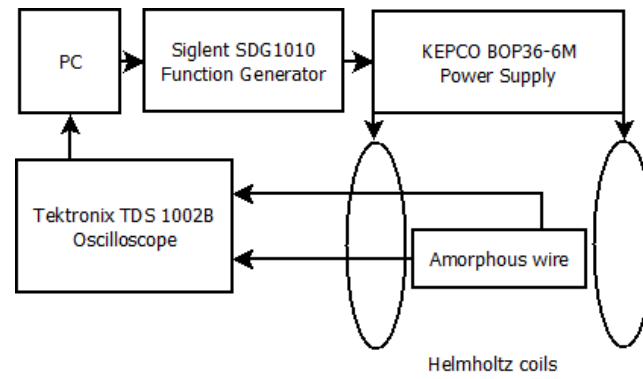 PC
Siglent SDG1010
Function Generator
KEPCO BOP36-6M
Power Supply
Tektronix TDS 1002B
Oscilloscope
Amorphous wire
Helmholtz coils